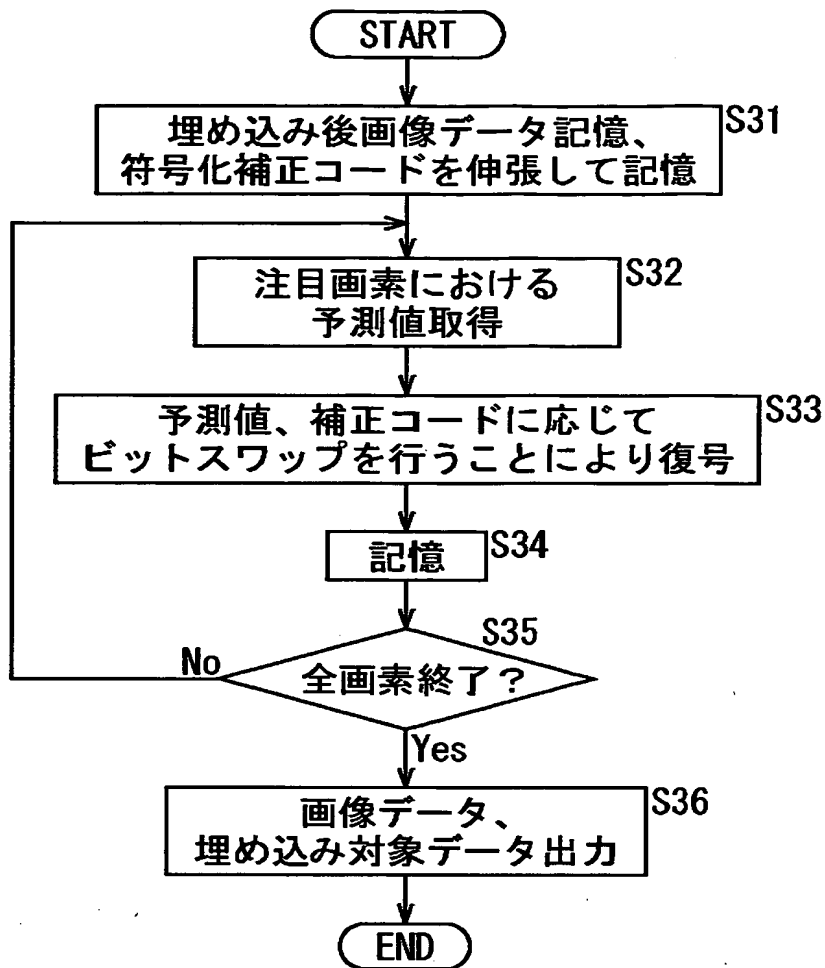 START
S31
埋め込み後画像データ記憶、
符号化補正コードを伸張して記憶
S32
注目画素における
予測値取得
S33
予測値、補正コードに応じて
ビットスワップを行うことにより復号
記憶
S34
S35
No
全画素終了?
Yes
S36
画像データ、
埋め込み対象データ出力
END